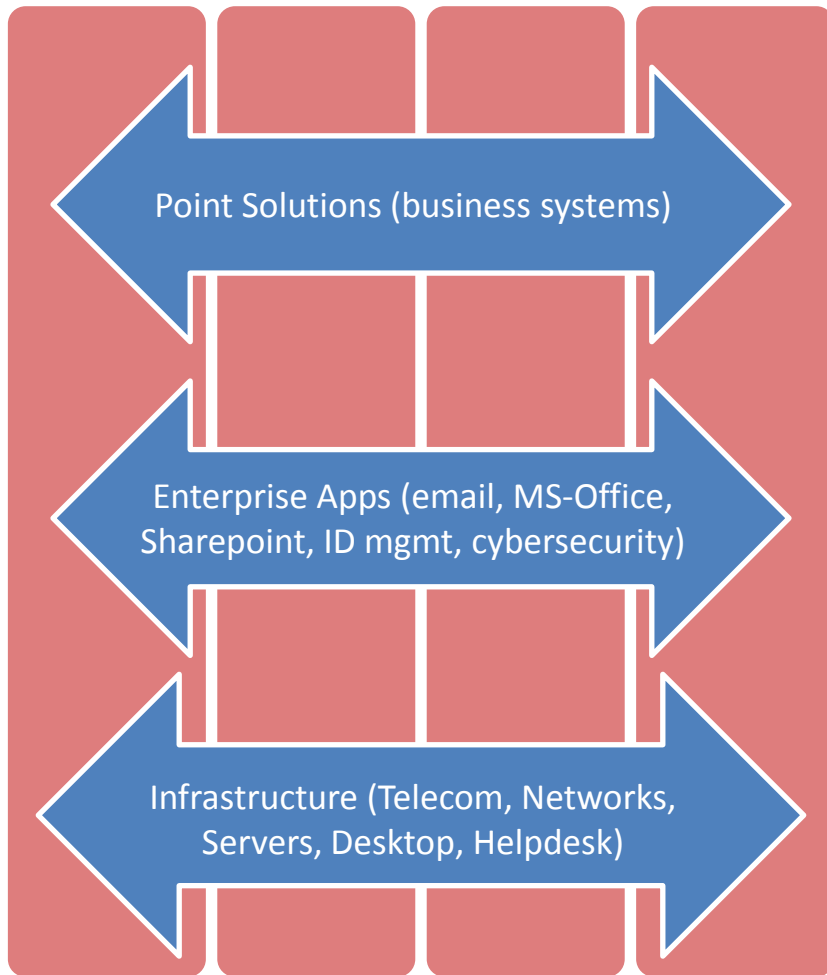 Point Solutions (business systems)
Enterprise Apps (email, MS-Office,
Sharepoint, ID mgmt, cybersecurity)
Infrastructure (Telecom, Networks,
Servers, Desktop, Helpdesk)